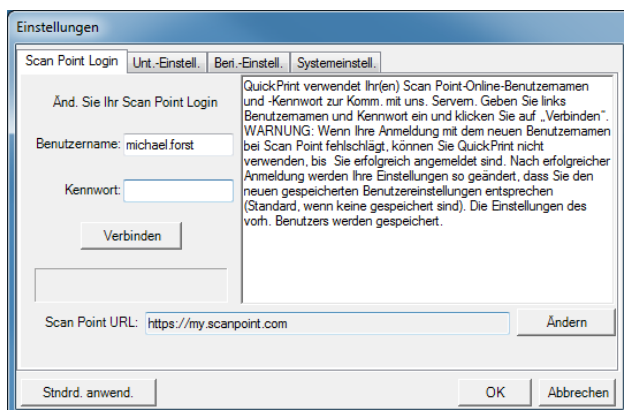 Einstellungen
Scan Point Login
Unt.-Einstell.
Beri.-Einstell.
Systemeinstell.
Änd. Sie Ihr Scan Point Login
Benutzername: michael.forst
Kennwort:
Verbinden
QuickPrint verwendet Ihr(en) Scan Point-Online-Benutzernamen
und -Kennwort zur Komm. mit uns. Servern. Geben Sie links
Benutzernamen und Kennwort ein und klicken Sie auf „Verbinden".
WARNUNG: Wenn Ihre Anmeldung mit dem neuen Benutzernamen
bei Scan Point fehlschlägt, können Sie QuickPrint nicht
verwenden, bis Sie erfolgreich angemeldet sind. Nach erfolgreicher
Anmeldung werden Ihre Einstellungen so geändert, dass Sie den
neuen gespeicherten Benutzereinstellungen entsprechen
(Standard, wenn keine gespeichert sind). Die Einstellungen des
vorh. Benutzers werden gespeichert.
Scan Point URL: https://my.scanpoint.com
Ändern
Stndrd. anwend.
OK
Abbrechen